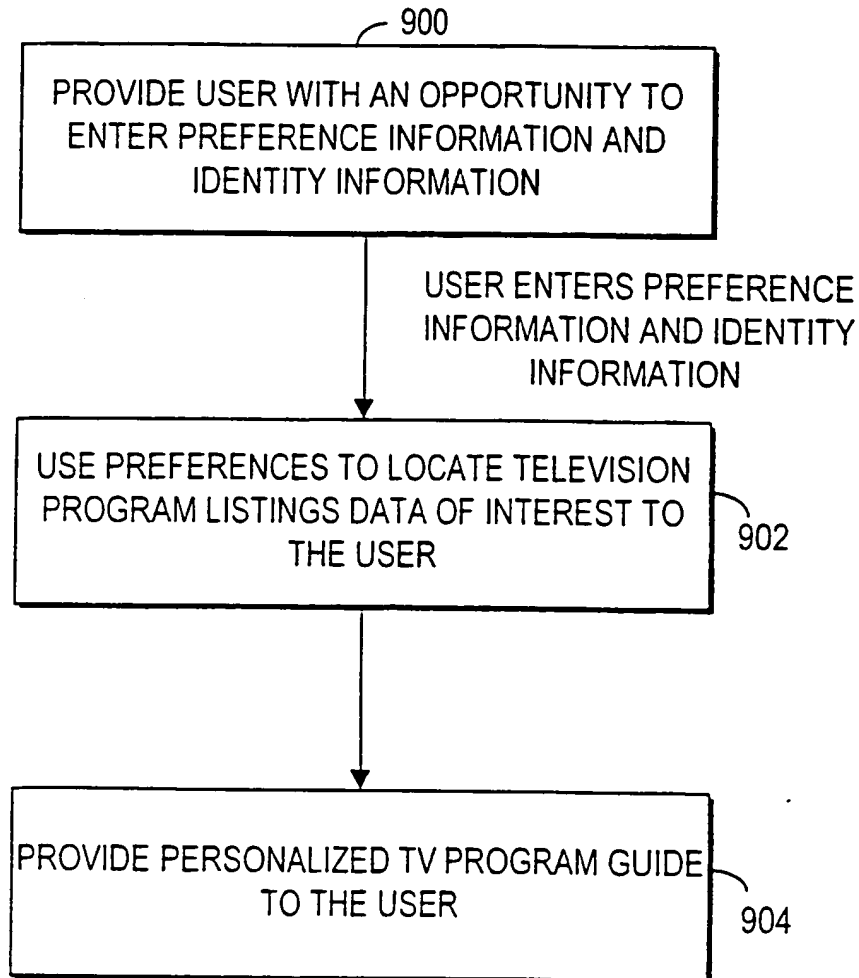 900
PROVIDE USER WITH AN OPPORTUNITY TO
ENTER PREFERENCE INFORMATION AND
IDENTITY INFORMATION
USER ENTERS PREFERENCE
INFORMATION AND IDENTITY
INFORMATION
USE PREFERENCES TO LOCATE TELEVISION
PROGRAM LISTINGS DATA OF INTEREST TO
THE USER
902
PROVIDE PERSONALIZED TV PROGRAM GUIDE
TO THE USER
904